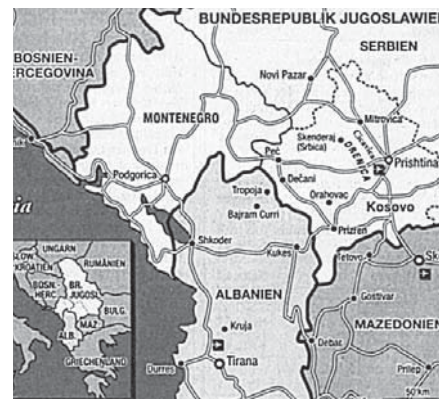 BUNDESREPUBLIK JUGOSLAWIEN
BOSNIEN-
HERCEGOVINA
SERBIEN
Novi Pazar
MONTENEGRO
Mitrovica
Skenderaj
(Srbica)
DRENICA
Prishtina
Peć
Podgorica
Dečani
Tropoja
Orahovac
Bajram Curri
Kosovo
Prizren
Shkoder
Kukes
Tetovo
Sk
UNGARN
SLOW.
KROATIEN
RUMÄNIEN
BOSN.-
HERC.
BR.
JUGOSL.
BULG.
MAZ.
ALB.
GRIECHENLAND
ALBANIEN
Gostivar
MAZEDONIEN
Kruja
Debar
Durres
Tirana
Prilep
50 km